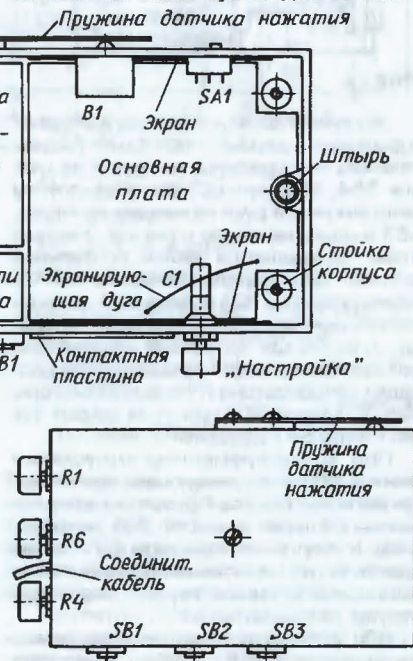 Пружина датчика нажатия
B1
SA1
Экран
Основная
плата
Штырь
Экран
Стойка
корпуса
Экранирую-
щая дуга
C1
Контактная
пластина
„Настройка"
Пружина
датчика
нажатия
R1
R6
Соединит.
кабель
R4
SB1
SB2
SB3